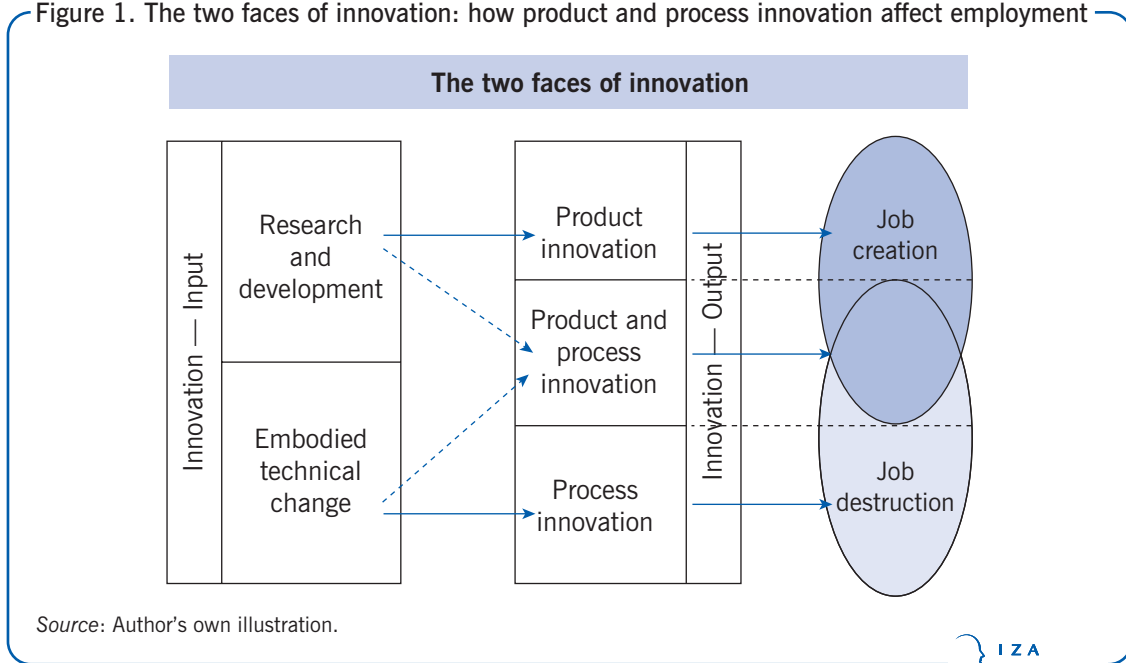 Figure 1. The two faces of innovation: how product and process innovation affect employment
The two faces of innovation
Innovation — Input
Research
and
development
Embodied
technical
change
Product
innovation
Product and
process
innovation
Process
innovation
Innovation — Output
Job
creation
Job
destruction
Source: Author's own illustration.
I Z A